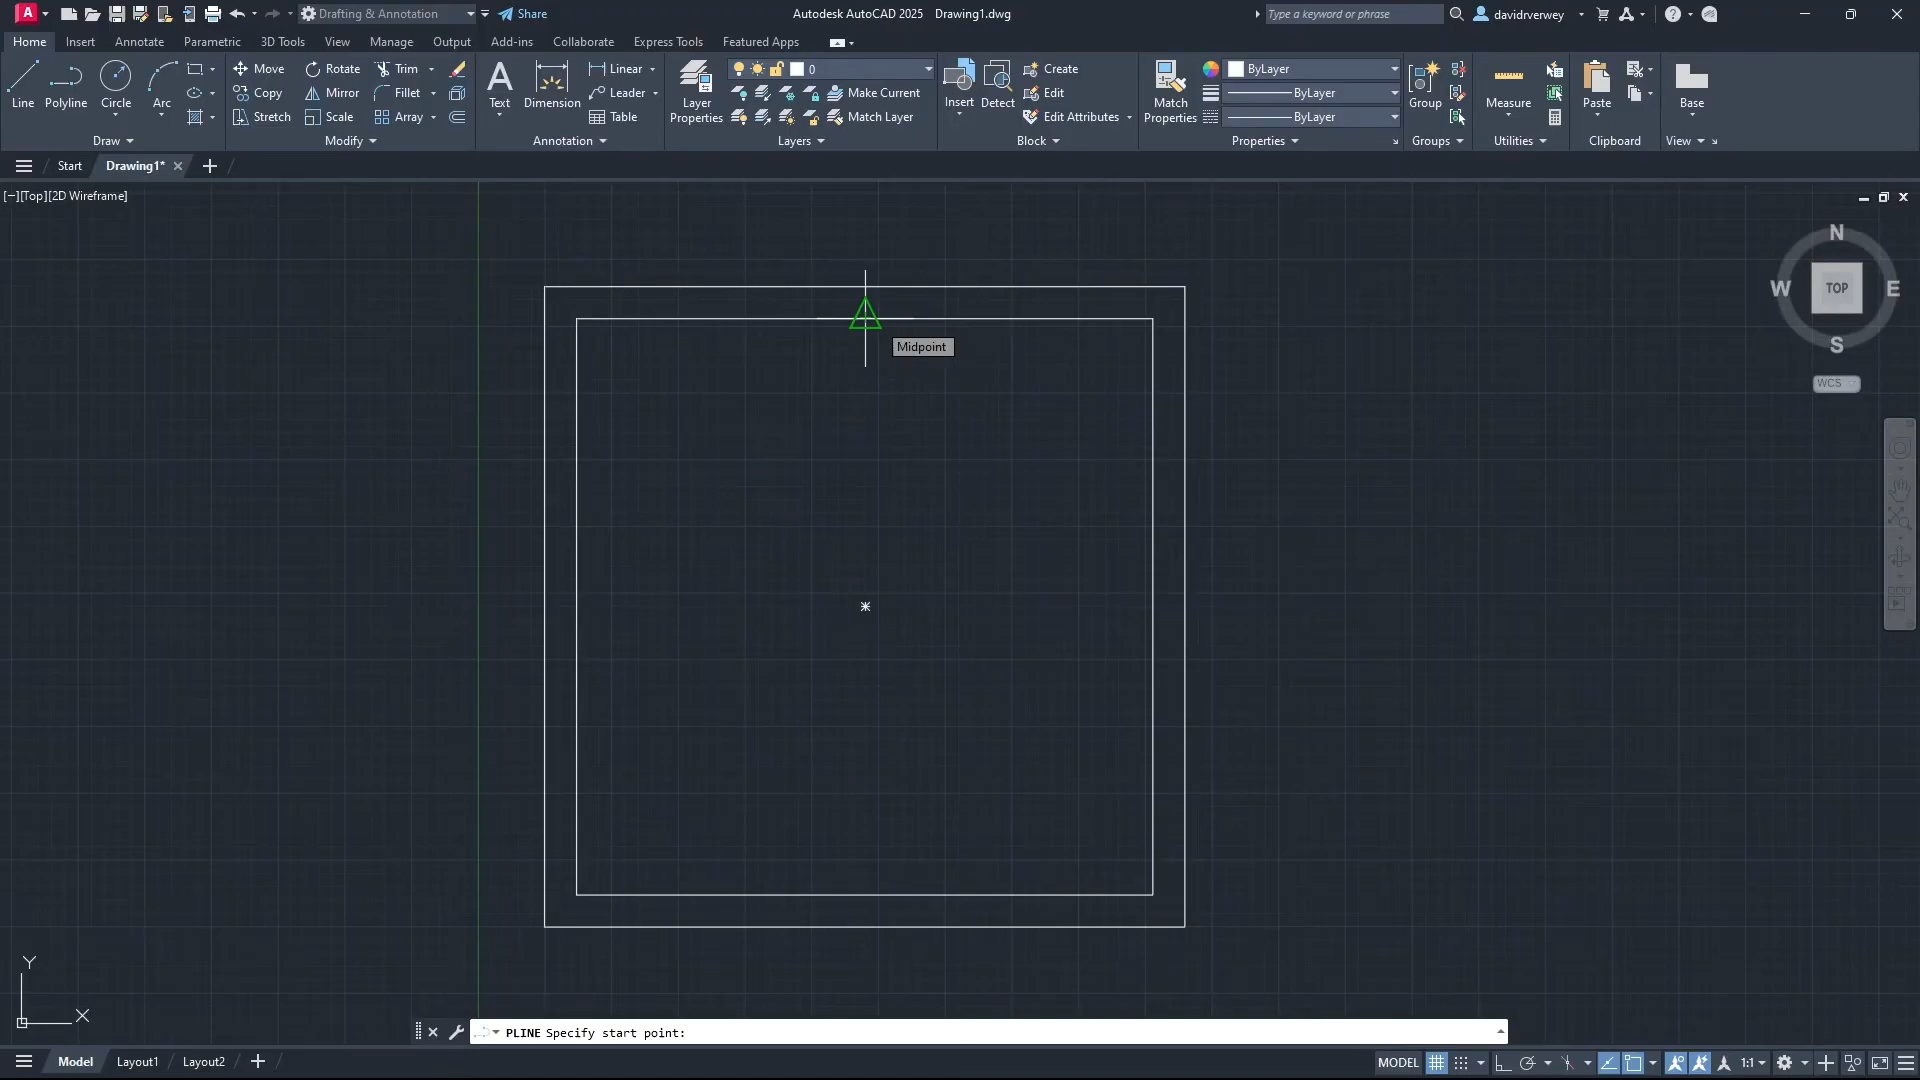 A Drafting & Annotation Share Autodesk AutoCAD 2025 Drawing1.dwg Type a keyword or phrase davidrverwey
Home Insert Annotate Parametric 3D Tools View Manage Output Add-ins Collaborate Express Tools Featured Apps
Move Rotate Trim Linear 0 Create ByLayer
Copy Mirror Fillet Leader Make Current Edit ByLayer
Line Polyline Circle Arc Text Dimension Layer Properties Insert Detect Match Properties Group Measure Paste Base
Stretch Scale Array Table Match Layer Edit Attributes ByLayer
Draw Modify Annotation Layers Block Properties Groups Utilities Clipboard View
Start Drawing1*
[−][Top][2D Wireframe]
N
W TOP E
S
Midpoint
WCS
Y
X
PLINE Specify start point:
Model Layout1 Layout2 MODEL 1:1